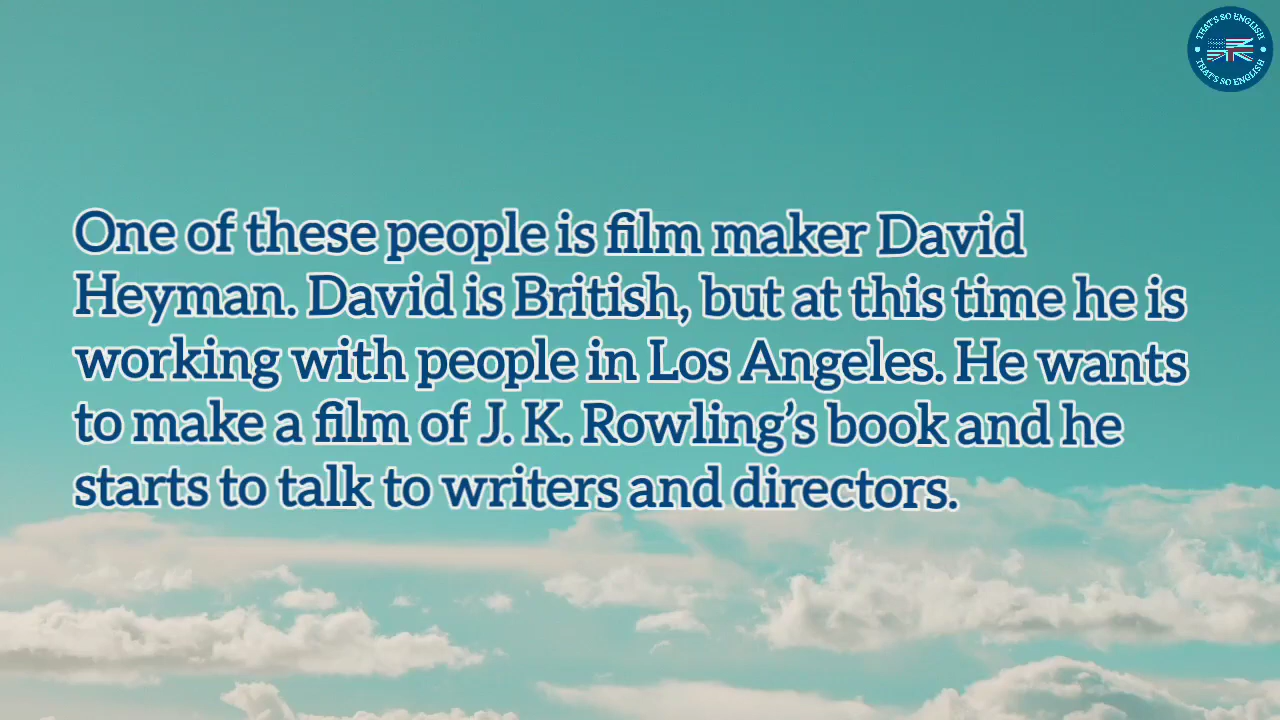 THAT'S SO ENGLISH
THAT'S SO ENGLISH
One of these people is film maker David
Heyman. David is British, but at this time he is
working with people in Los Angeles. He wants
to make a film of J. K. Rowling’s book and he
starts to talk to writers and directors.